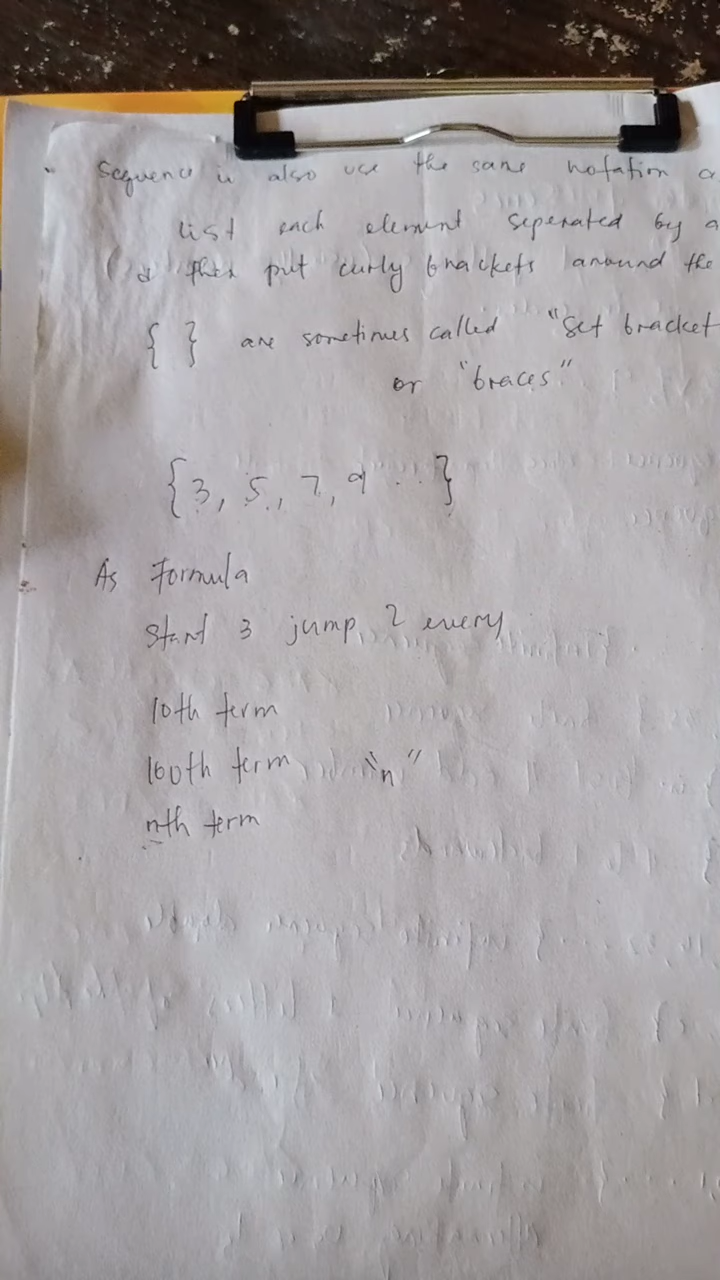 Sequence is also use the same notation a
list each element seperated by a
& then put curly brackets around the
{ } are sometimes called "Set bracket
or "braces"
{3, 5, 7, 9 ..}
As Formula
Start 3 jump 2 every
10th term
100th term "n"
nth term